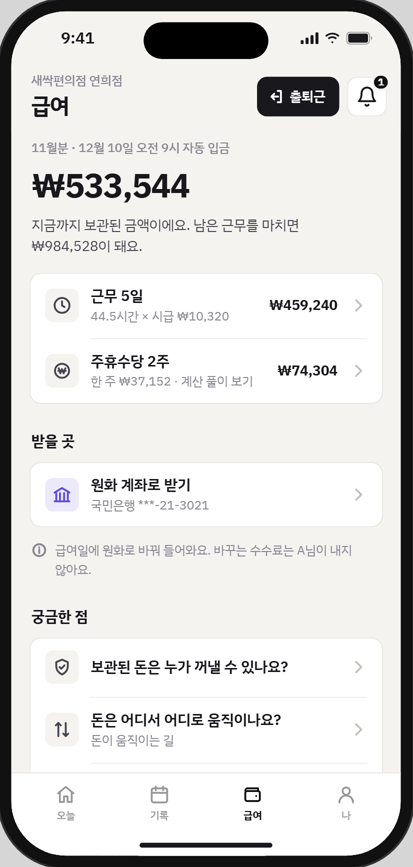 9:41
새싹편의점 연희점
급여
출퇴근
1
11월분 · 12월 10일 오전 9시 자동 입금
₩533,544
지금까지 보관된 금액이에요. 남은 근무를 마치면
₩984,528이 돼요.
근무 5일
44.5시간 × 시급 ₩10,320
₩459,240
주휴수당 2주
한 주 ₩37,152 · 계산 풀이 보기
₩74,304
받을 곳
원화 계좌로 받기
국민은행 ***-21-3021
급여일에 원화로 바꿔 들어와요. 바꾸는 수수료는 A님이 내지
않아요.
궁금한 점
보관된 돈은 누가 꺼낼 수 있나요?
돈은 어디서 어디로 움직이나요?
돈이 움직이는 길
오늘
기록
급여
나